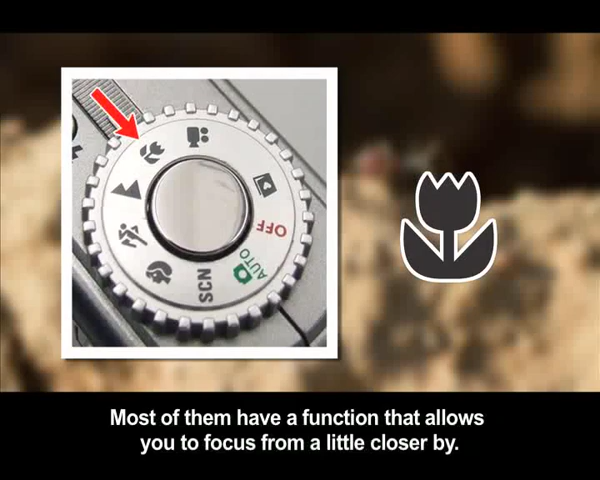 OFF
AUTO
SCN
Most of them have a function that allows
you to focus from a little closer by.